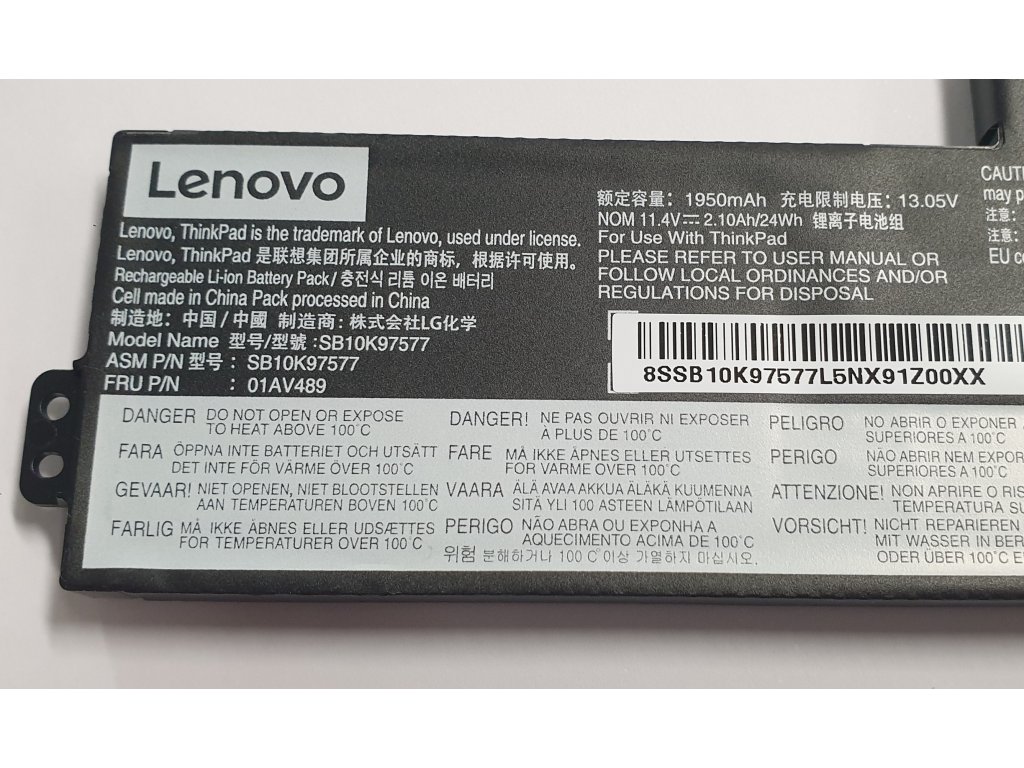 Lenovo
Lenovo, ThinkPad is the trademark of Lenovo, used under license.
Lenovo, ThinkPad 是联想集团所属企业的商标，根据许可使用。
Rechargeable Li-ion Battery Pack / 충전식 리튬 이온 배터리
Cell made in China Pack processed in China
制造地: 中国 / 中國 制造商: 株式会社LG化学
Model Name 型号/型號 :SB10K97577
ASM P/N 型号 : SB10K97577
FRU P/N : 01AV489
额定容量: 1950mAh 充电限制电压: 13.05V
NOM 11.4V⎓ 2.10Ah/24Wh 锂离子电池组
For Use With ThinkPad
PLEASE REFER TO USER MANUAL OR
FOLLOW LOCAL ORDINANCES AND/OR
REGULATIONS FOR DISPOSAL
8SSB10K97577L5NX91Z00XX
may p
注意:
注意:
EU
DANGER DO NOT OPEN OR EXPOSE
TO HEAT ABOVE 100°C
FARA ÖPPNA INTE BATTERIET OCH UTSÄTT
DET INTE FÖR VÄRME ÖVER 100°C
GEVAAR! NIET OPENEN, NIET BLOOTSTELLEN
AAN TEMPERATUREN BOVEN 100°C
FARLIG MÅ IKKE ÅBNES ELLER UDSÆTTES
FOR TEMPERATURER OVER 100°C
DANGER! NE PAS OUVRIR NI EXPOSER
À PLUS DE 100°C
FARE MÅ IKKE ÅPNES ELLER UTSETTES
FOR VARME OVER 100°C
VAARA ÄLÄ AVAA AKKUA ÄLÄKÄ KUUMENNA
SITÄ YLI 100 ASTEEN LÄMPÖTILAAN
PERIGO NÃO ABRA OU EXPONHA A
AQUECIMENTO ACIMA DE 100°C
위험 분해하거나 100 C°이상 가열하지 마십시오.
PELIGRO NO ABRIR O EXPONER A
SUPERIORES A 100°C
PERIGO NÃO ABRIR NEM EXPOR
SUPERIORES A 100°C
ATTENZIONE! NON APRIRE O RIS
TEMPERATURA SU
VORSICHT! NICHT REPARIEREN
MIT WASSER IN BER
ODER ÜBER 100°C E